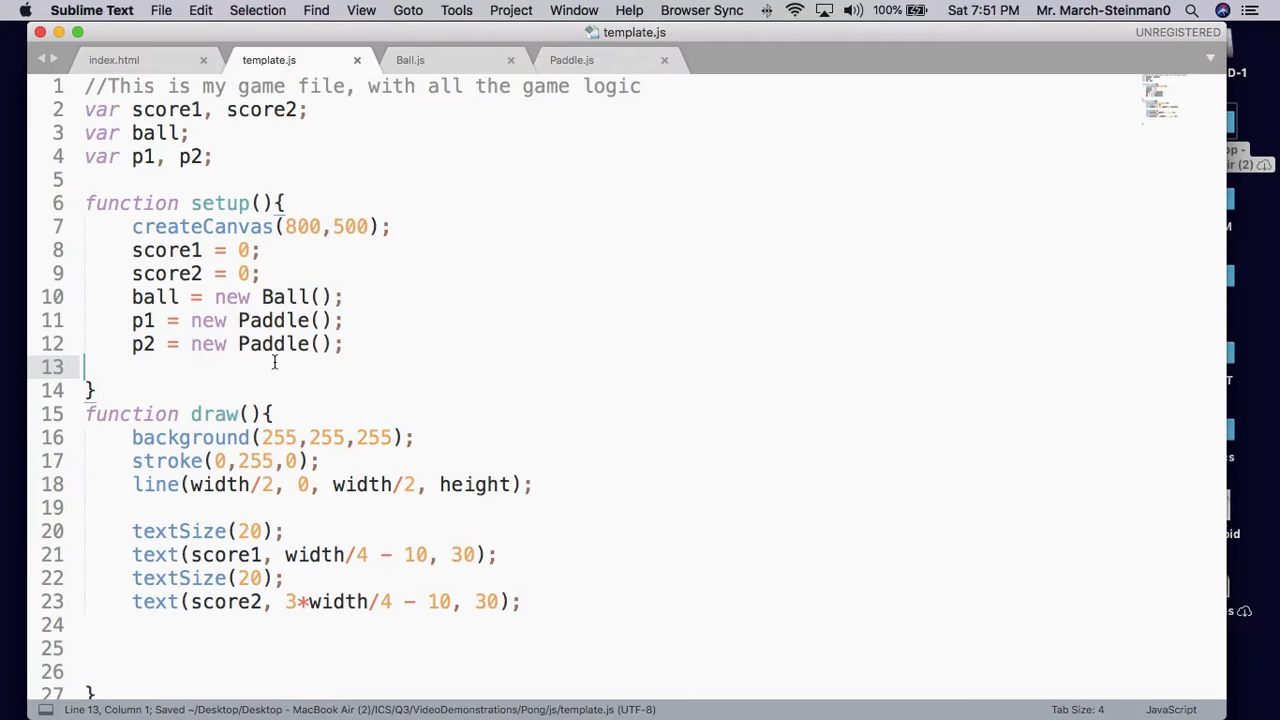 Sublime Text File Edit Selection Find View Goto Tools Project Window Help Browser Sync 100% Sat 7:51 PM Mr. March-Steinman0
template.js UNREGISTERED
index.html template.js Ball.js Paddle.js
D-1
1 //This is my game file, with all the game logic
2 var score1, score2;
3 var ball;
4 var p1, p2;
op -
ir (2)
5
6 function setup(){
7 createCanvas(800,500);
8 score1 = 0;
9 score2 = 0;
10 ball = new Ball();
11 p1 = new Paddle();
12 p2 = new Paddle();
13
14 }
15 function draw(){
16 background(255,255,255);
17 stroke(0,255,0);
18 line(width/2, 0, width/2, height);
19
20 textSize(20);
21 text(score1, width/4 - 10, 30);
22 textSize(20);
23 text(score2, 3*width/4 - 10, 30);
24
25
26
27 }
Line 13, Column 1; Saved ~/Desktop/Desktop - MacBook Air (2)/ICS/Q3/VideoDemonstrations/Pong/js/template.js (UTF-8) Tab Size: 4 JavaScript